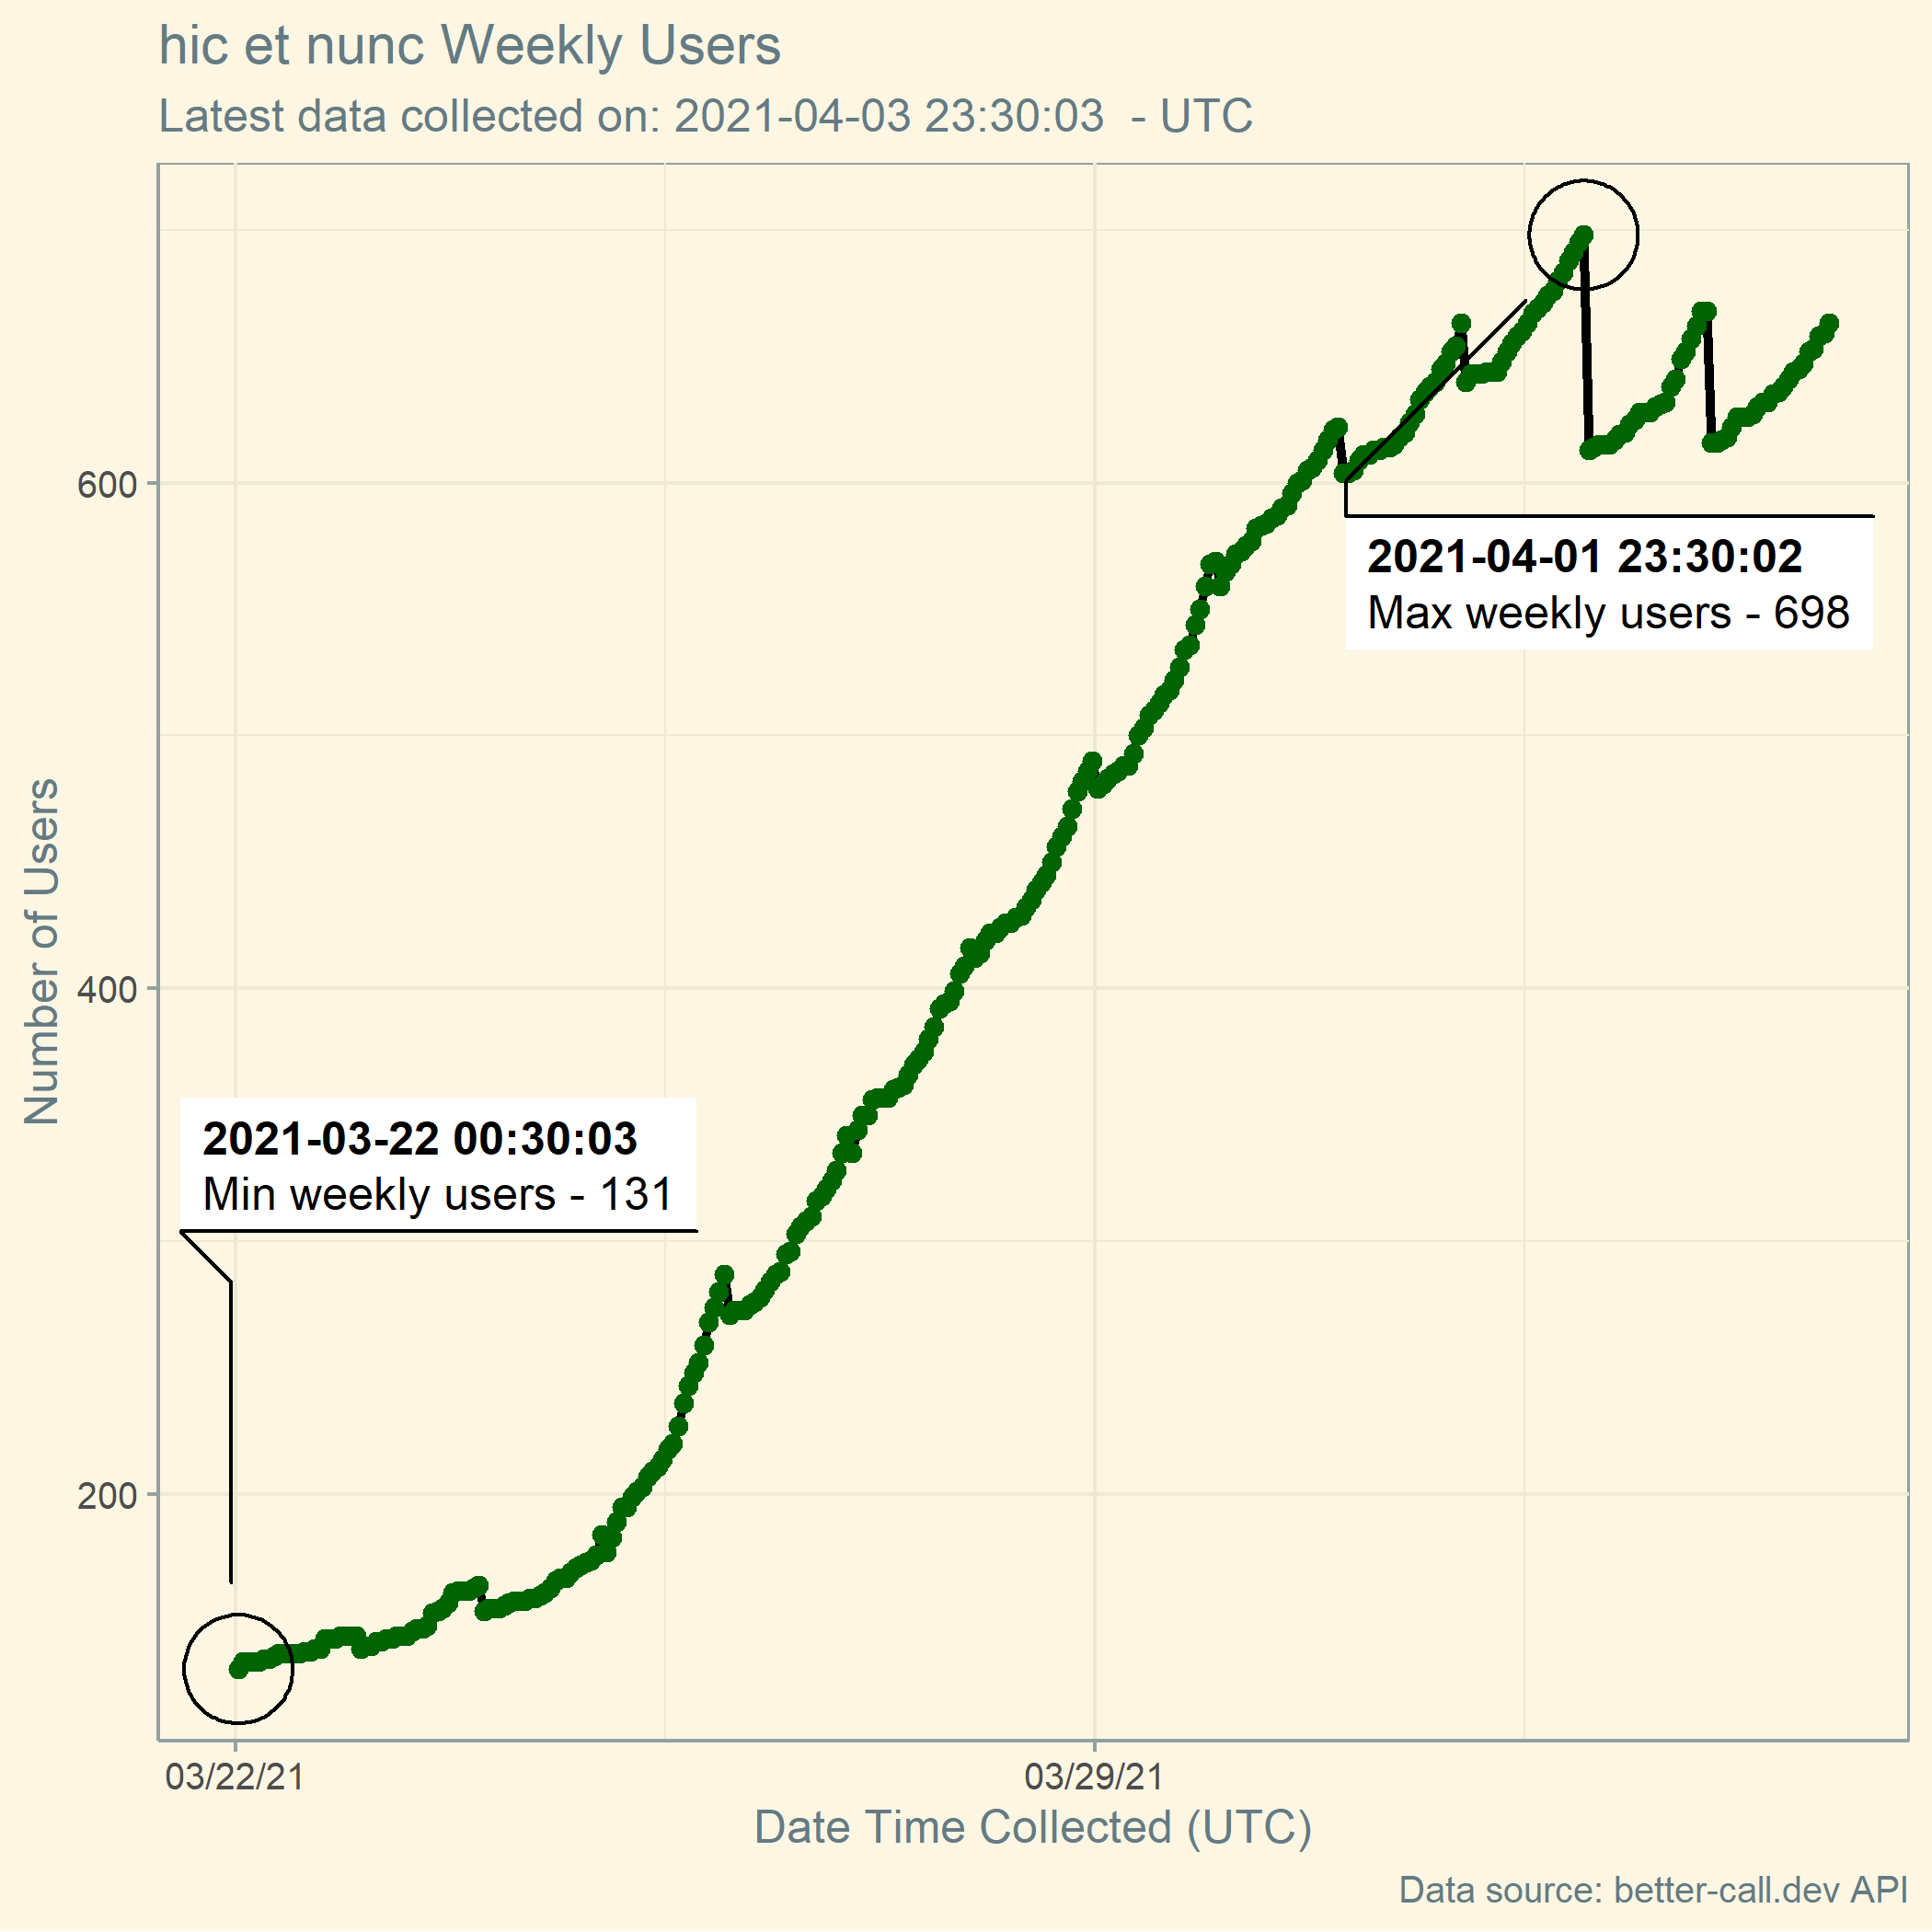 hic et nunc Weekly Users
Latest data collected on: 2021-04-03 23:30:03  - UTC
Number of Users
600
400
200
2021-04-01 23:30:02
Max weekly users - 698
2021-03-22 00:30:03
Min weekly users - 131
03/22/21
03/29/21
Date Time Collected (UTC)
Data source: better-call.dev API